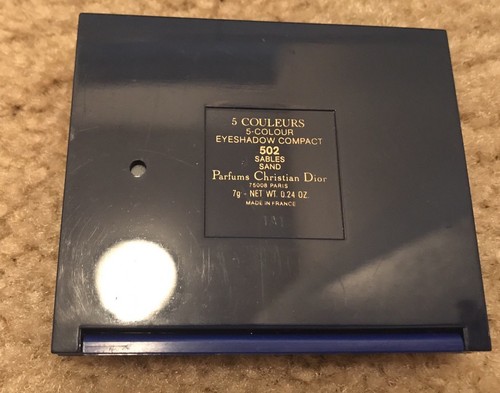 5 COULEURS
5-COLOUR
EYESHADOW COMPACT
502
SABLES
SAND
Parfums Christian Dior
75008 PARIS
7g - NET WT. 0.24 OZ.
MADE IN FRANCE